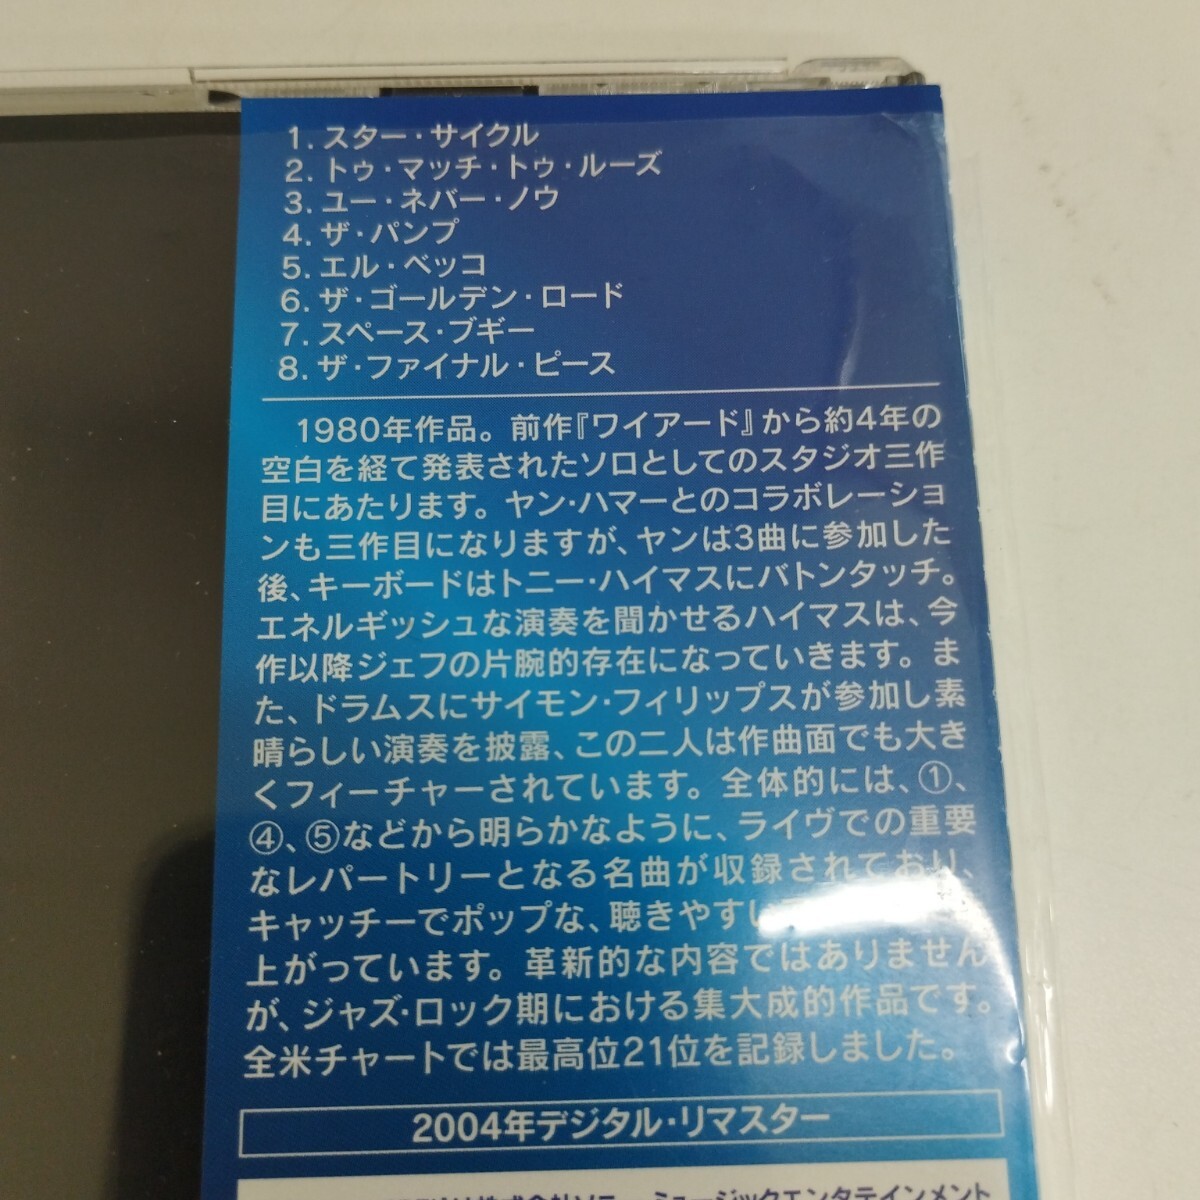 1. スター・サイクル
2. トゥ・マッチ・トゥ・ルーズ
3. ユー・ネバー・ノウ
4. ザ・パンプ
5. エル・ベッコ
6. ザ・ゴールデン・ロード
7. スペース・ブギー
8. ザ・ファイナル・ピース
1980年作品。前作『ワイアード』から約4年の
空白を経て発表されたソロとしてのスタジオ三作
目にあたります。ヤン・ハマーとのコラボレーショ
ンも三作目になりますが、ヤンは3曲に参加した
後、キーボードはトニー・ハイマスにバトンタッチ。
エネルギッシュな演奏を聞かせるハイマスは、今
作以降ジェフの片腕的存在になっていきます。ま
た、ドラムスにサイモン・フィリップスが参加し素
晴らしい演奏を披露、この二人は作曲面でも大き
くフィーチャーされています。全体的には、①、
④、⑤などから明らかなように、ライヴでの重要
なレパートリーとなる名曲が収録されており、
キャッチーでポップな、聴きやすい
上がっています。革新的な内容ではありません
が、ジャズ・ロック期における集大成的作品です。
全米チャートでは最高位21位を記録しました。
2004年デジタル・リマスター
ミュージックエンタテインメント